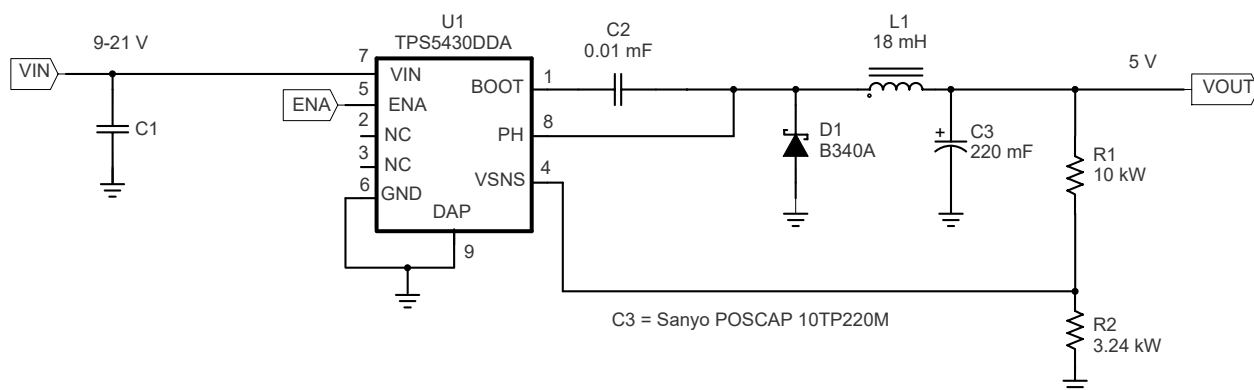 U1
TPS5430DDA
C2
0.01 mF
L1
18 mH
9-21 V
5 V
VIN
7
VIN
BOOT
1
VOUT
ENA
5
ENA
C1
2
NC
PH
8
D1
B340A
C3
220 mF
+
3
NC
VSNS
4
R1
10 kW
6
GND
DAP
9
C3 = Sanyo POSCAP 10TP220M
R2
3.24 kW